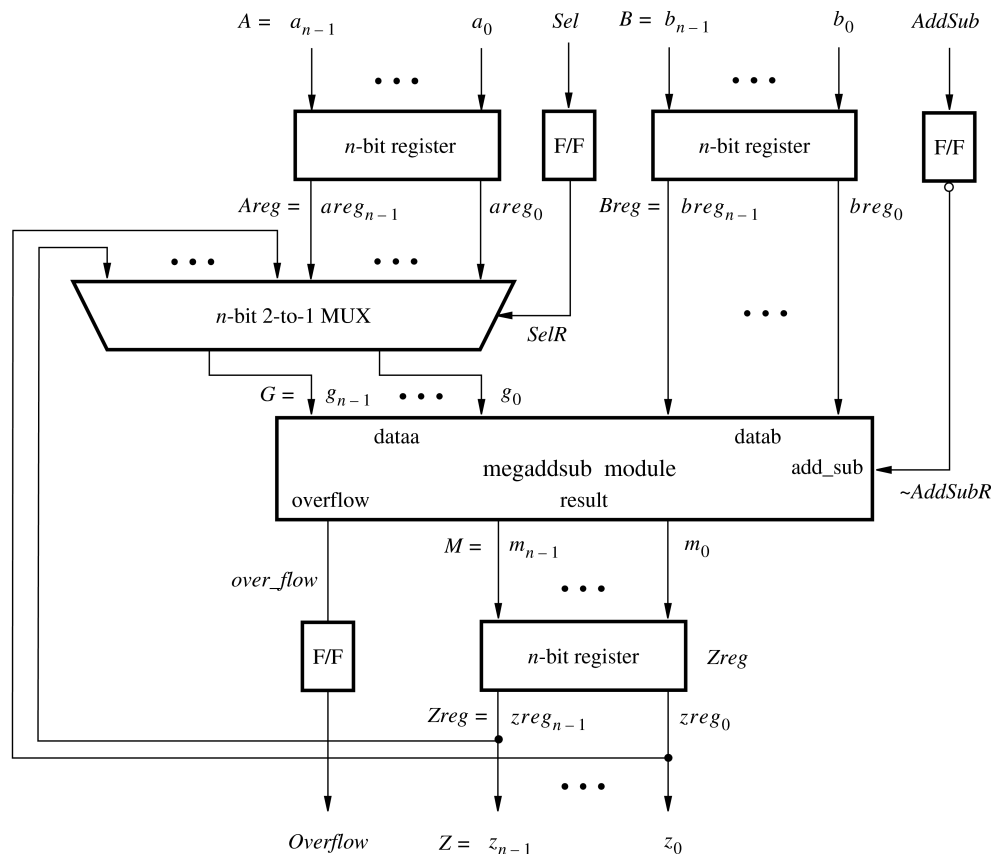 A = a_{n-1} a_0 Sel B = b_{n-1} b_0 AddSub
n-bit register F/F n-bit register F/F
Areg = areg_{n-1} areg_0 Breg = breg_{n-1} breg_0
n-bit 2-to-1 MUX
SelR
G = g_{n-1} g_0
dataa datab
megaddsub module add_sub
~AddSubR
overflow result
M = m_{n-1} m_0
over_flow
F/F n-bit register Zreg
Zreg = zreg_{n-1} zreg_0
Overflow Z = z_{n-1} z_0